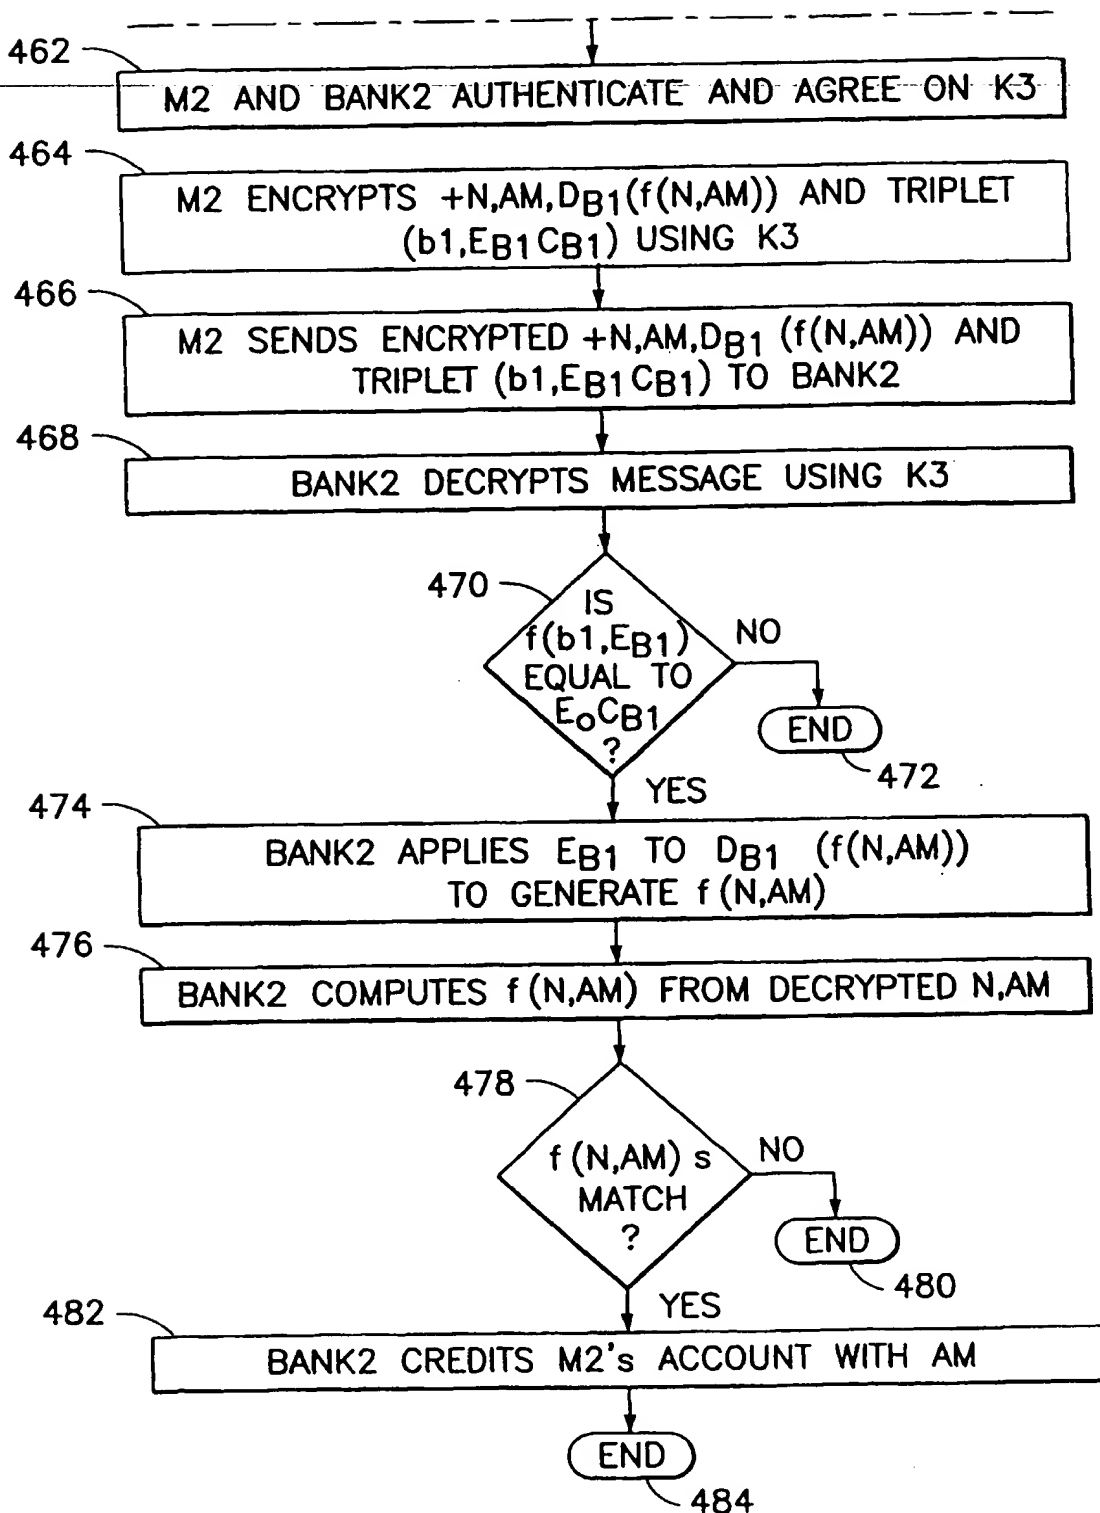 462
M2 AND BANK2 AUTHENTICATE AND AGREE ON K3
464
M2 ENCRYPTS +N,AM,DB1(f(N,AM)) AND TRIPLET
(b1,EB1CB1) USING K3
466
M2 SENDS ENCRYPTED +N,AM,DB1 (f(N,AM)) AND
TRIPLET (b1,EB1CB1) TO BANK2
468
BANK2 DECRYPTS MESSAGE USING K3
470
IS
f(b1,EB1)
EQUAL TO
EoCB1
?
NO
END
472
YES
474
BANK2 APPLIES EB1 TO DB1 (f(N,AM))
TO GENERATE f(N,AM)
476
BANK2 COMPUTES f(N,AM) FROM DECRYPTED N,AM
478
f(N,AM) s
MATCH
?
NO
END
480
YES
482
BANK2 CREDITS M2's ACCOUNT WITH AM
END
484